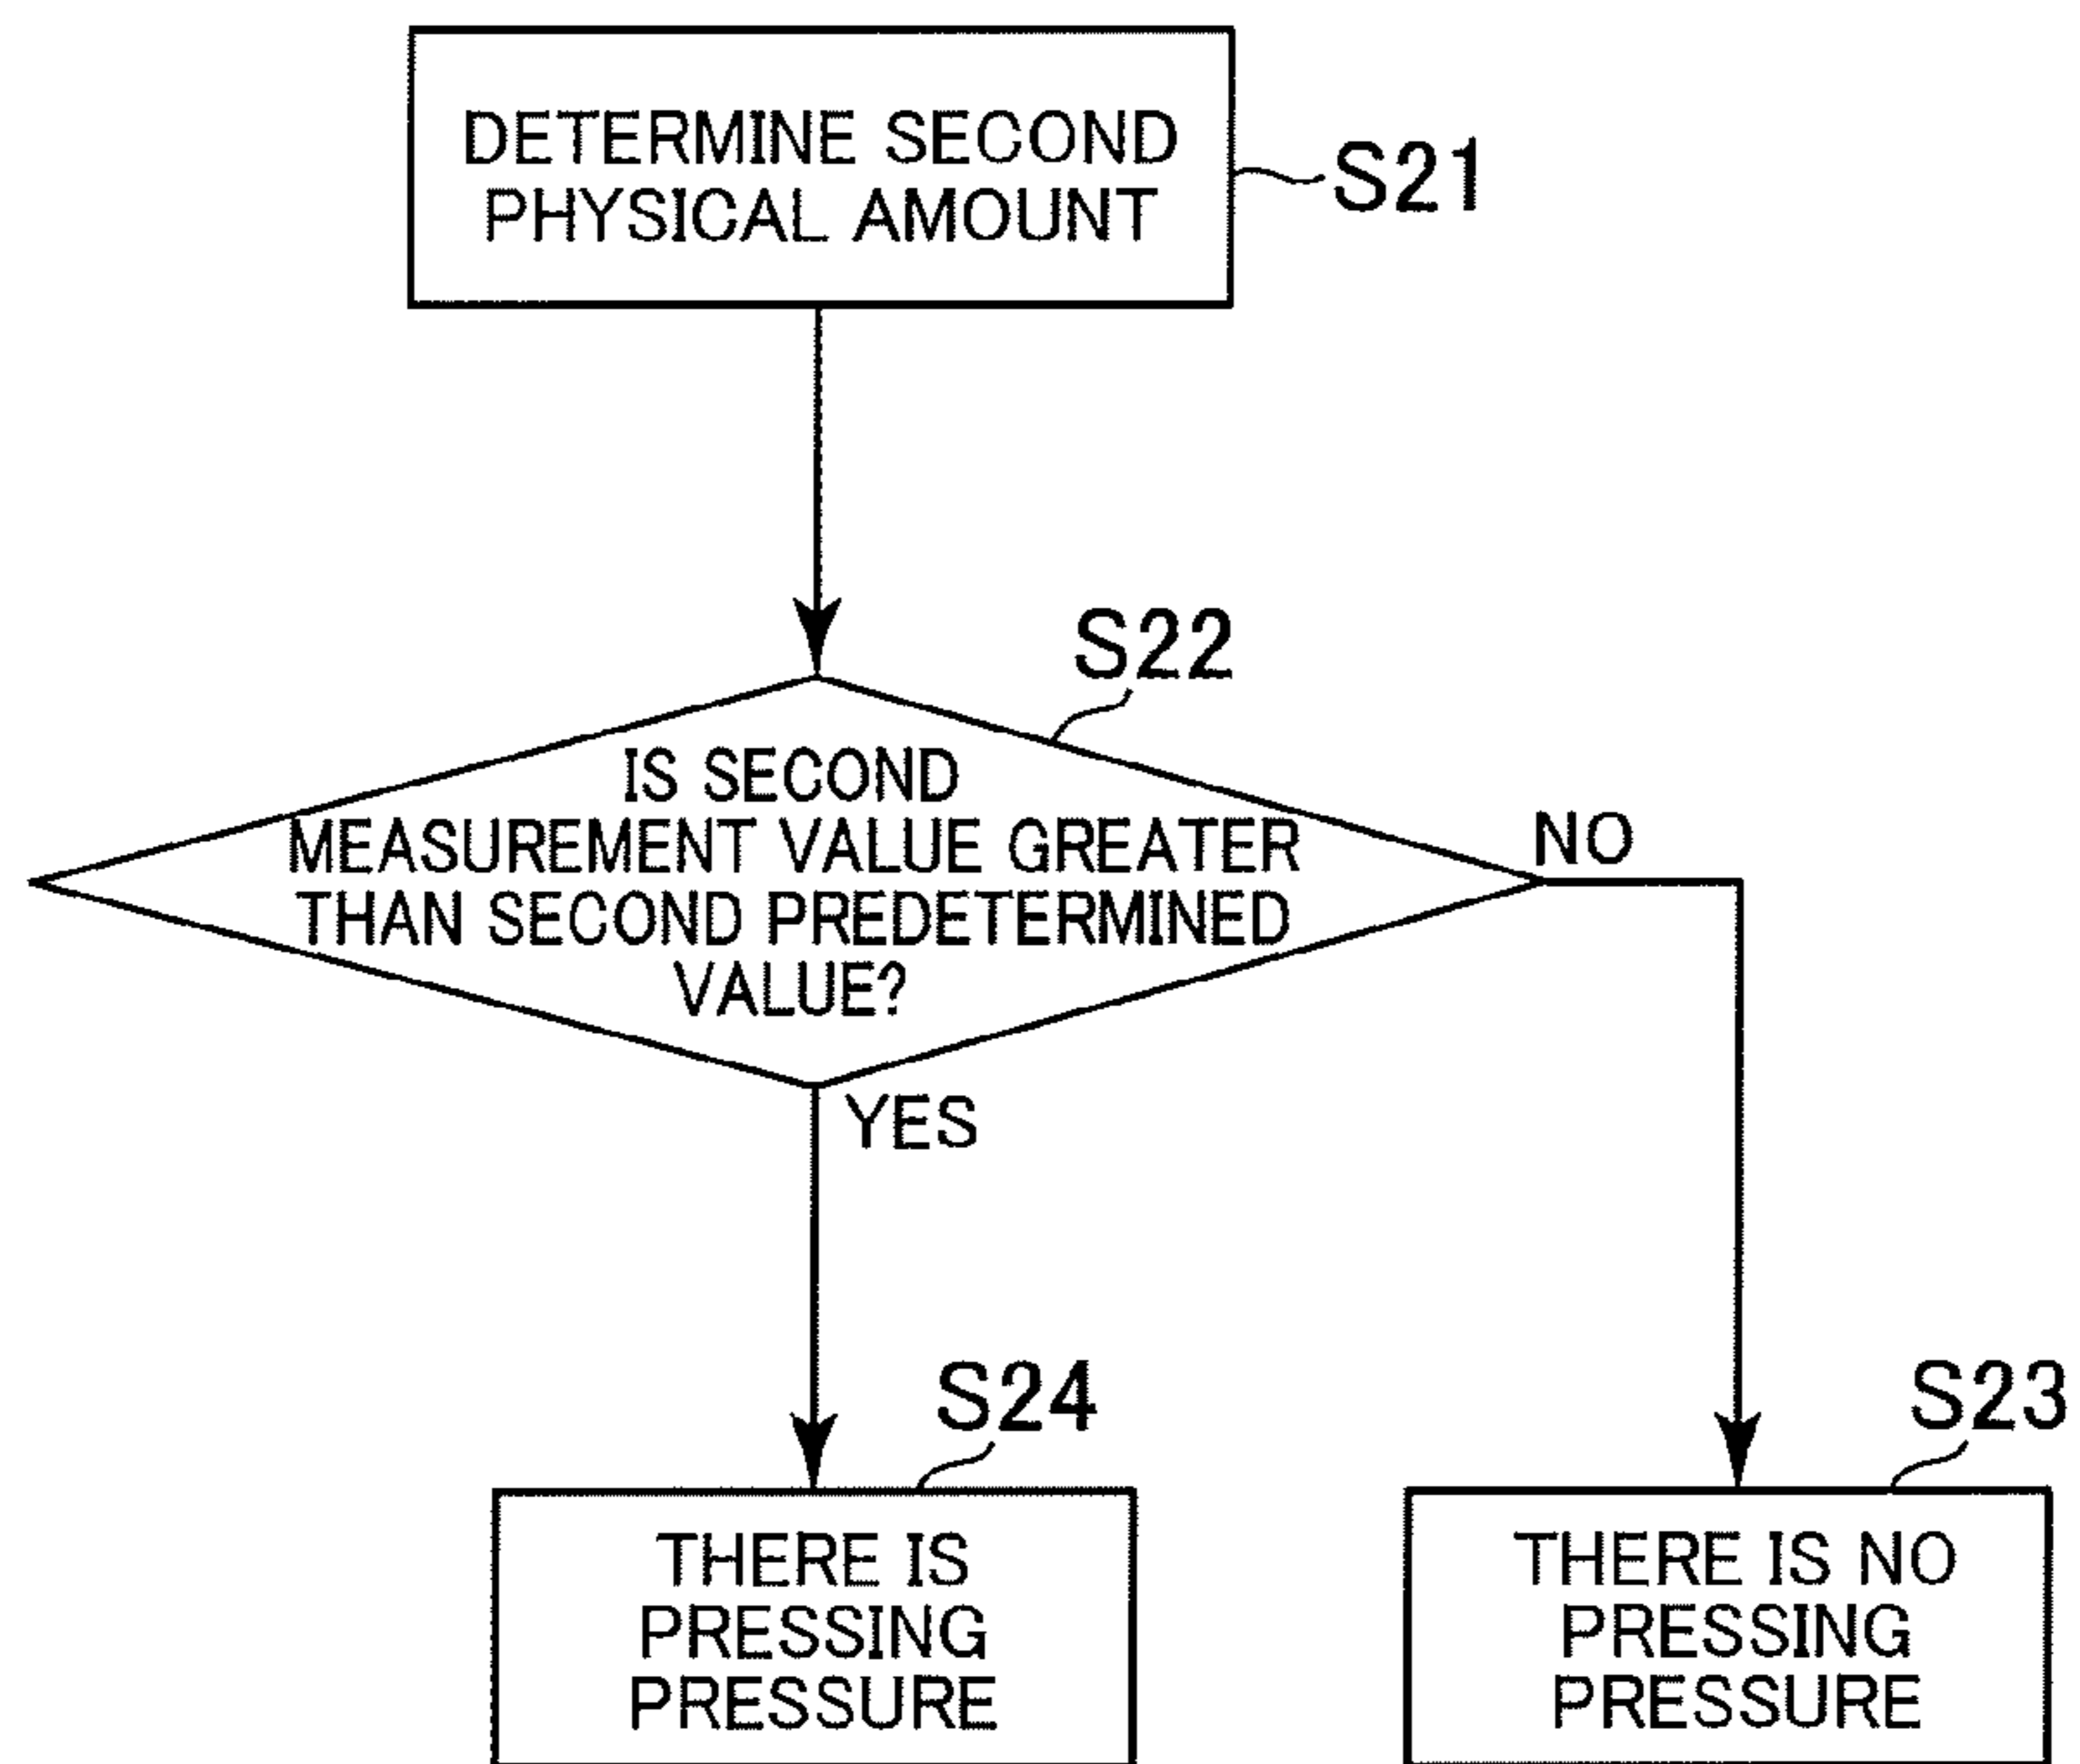 DETERMINE SECOND
PHYSICAL AMOUNT
S21
S22
IS SECOND
MEASUREMENT VALUE GREATER
THAN SECOND PREDETERMINED
VALUE?
NO
YES
S24
THERE IS
PRESSING
PRESSURE
S23
THERE IS NO
PRESSING
PRESSURE